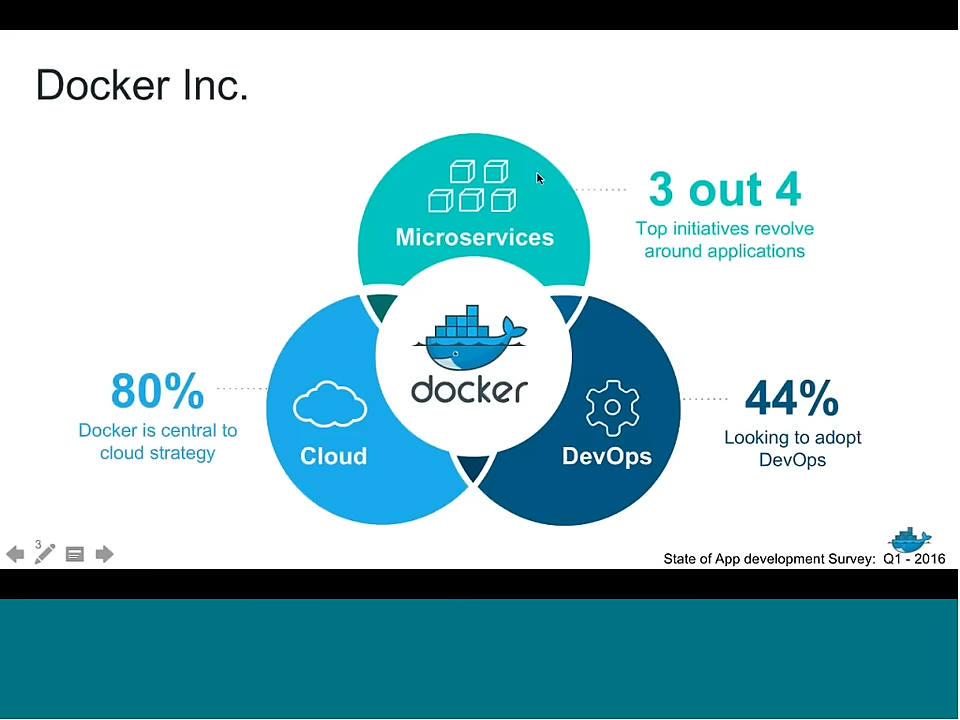 Docker Inc.
Microservices
3 out 4
Top initiatives revolve
around applications
docker
80%
Docker is central to
cloud strategy
Cloud
DevOps
44%
Looking to adopt
DevOps
3
State of App development Survey: Q1 - 2016